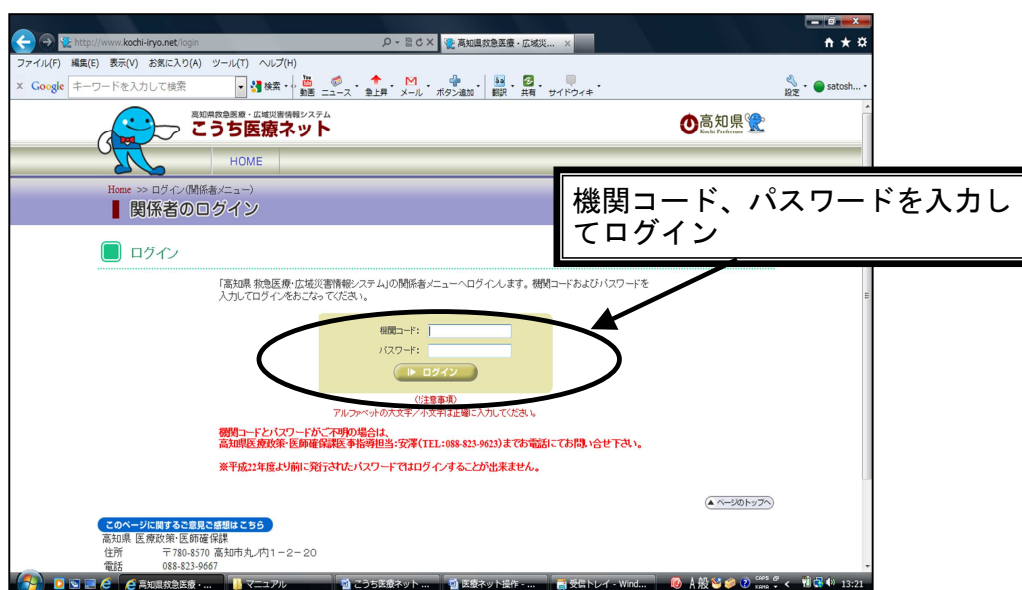 http://www.kochi-iryo.net/login
高知県救急医療・広域災... ×
ファイル(F) 編集(E) 表示(V) お気に入り(A) ツール(T) ヘルプ(H)
× Google キーワードを入力して検索 検索 動画 ニュース 急上昇 メール ボタン追加 翻訳 共有 サイドウィキ 設定 satosh...
高知県救急医療・広域災害情報システム
こうち医療ネット
高知県
Kochi Prefecture
HOME
Home >> ログイン(関係者メニュー)
関係者のログイン
機関コード、パスワードを入力し
てログイン
ログイン
「高知県 救急医療・広域災害情報システム」の関係者メニューへログインします。機関コードおよびパスワードを
入力してログインをおこなってください。
機関コード:
パスワード:
ログイン
(!注意事項)
アルファベットの大文字/小文字は正確に入力してください。
機関コードとパスワードがご不明の場合は、
高知県医療政策・医師確保課医事指導担当:安澤(TEL:088-823-9623)までお電話にてお問い合せ下さい。
※平成22年度より前に発行されたパスワードではログインすることが出来ません。
ページのトップへ
このページに関するご意見ご感想はこちら
高知県 医療政策・医師確保課
住所 〒780-8570 高知市丸ノ内1-2-20
電話 088-823-9667
高知県救急医療・... マニュアル こうち医療ネット ... 医療ネット操作 - ... 受信トレイ - Wind... A 般 CAPS KANA 13:21